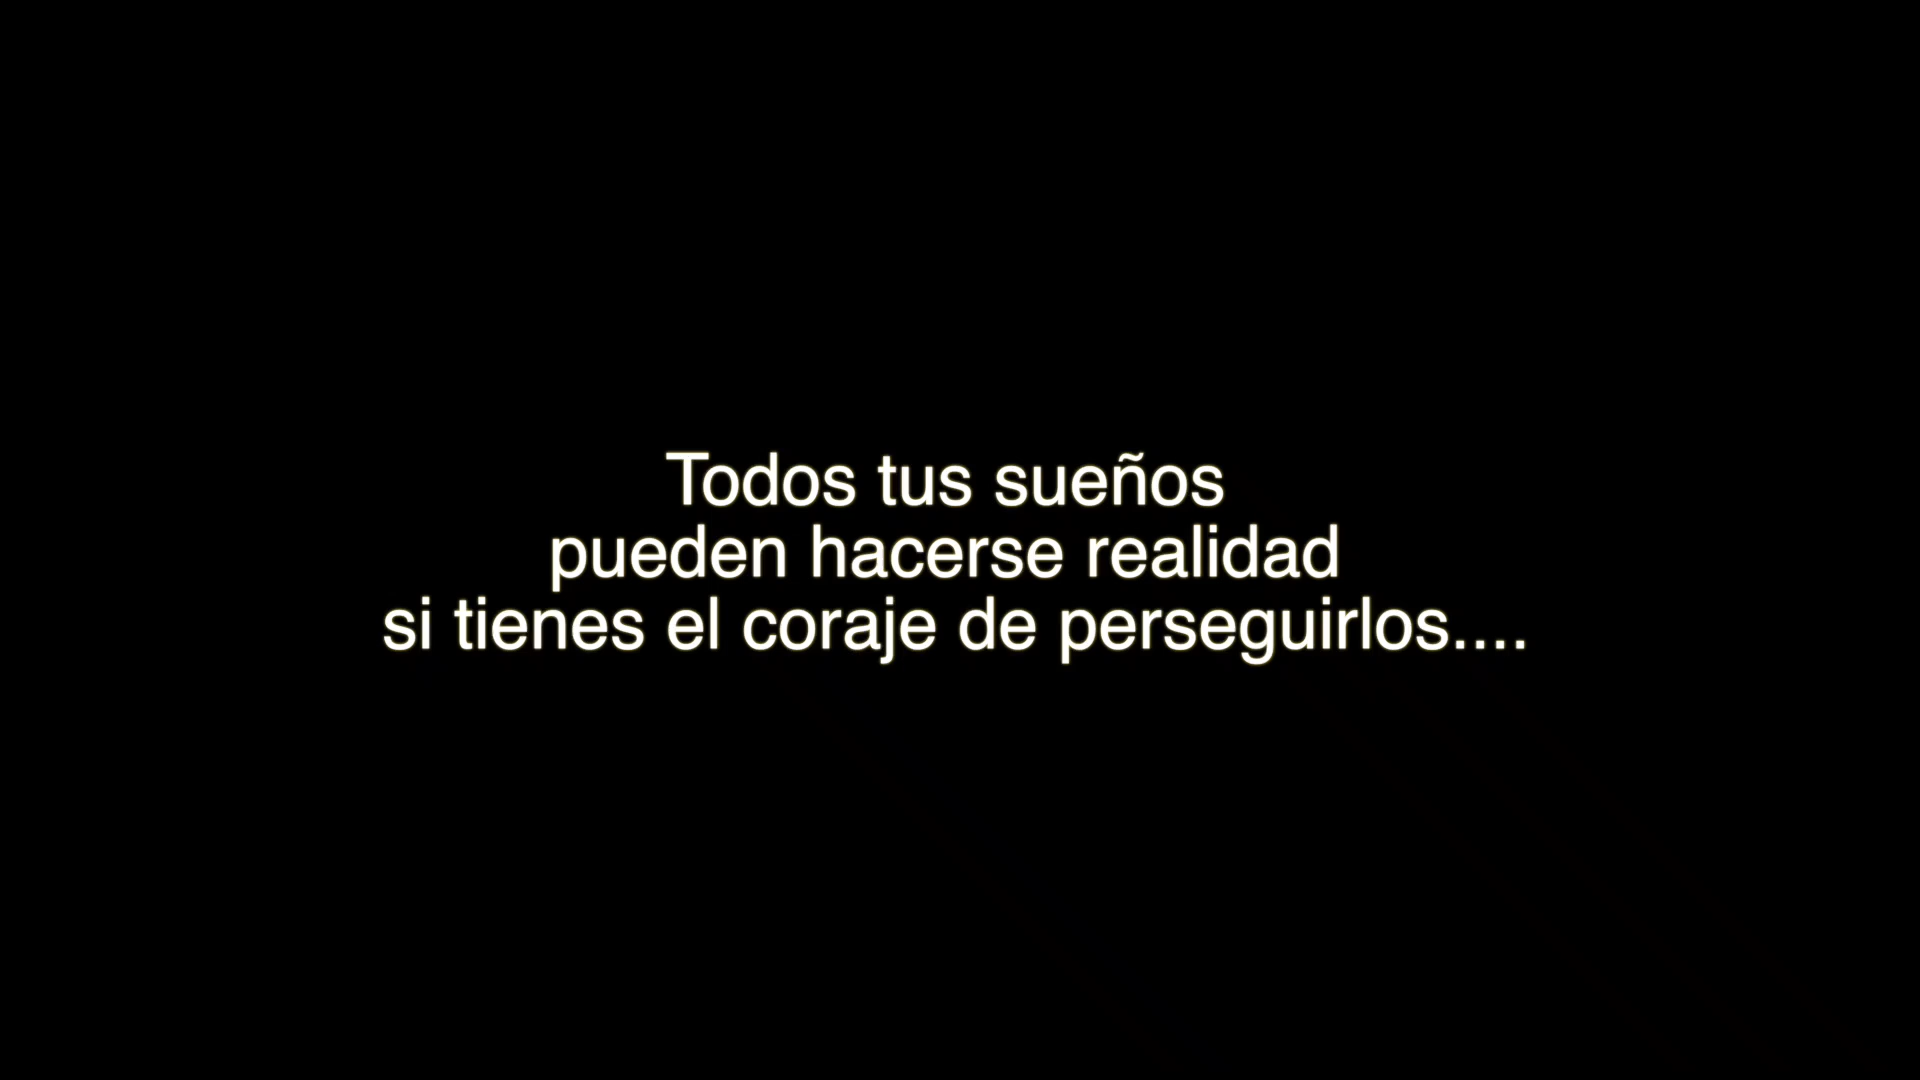 Todos tus sueños
pueden hacerse realidad
si tienes el coraje de perseguirlos....